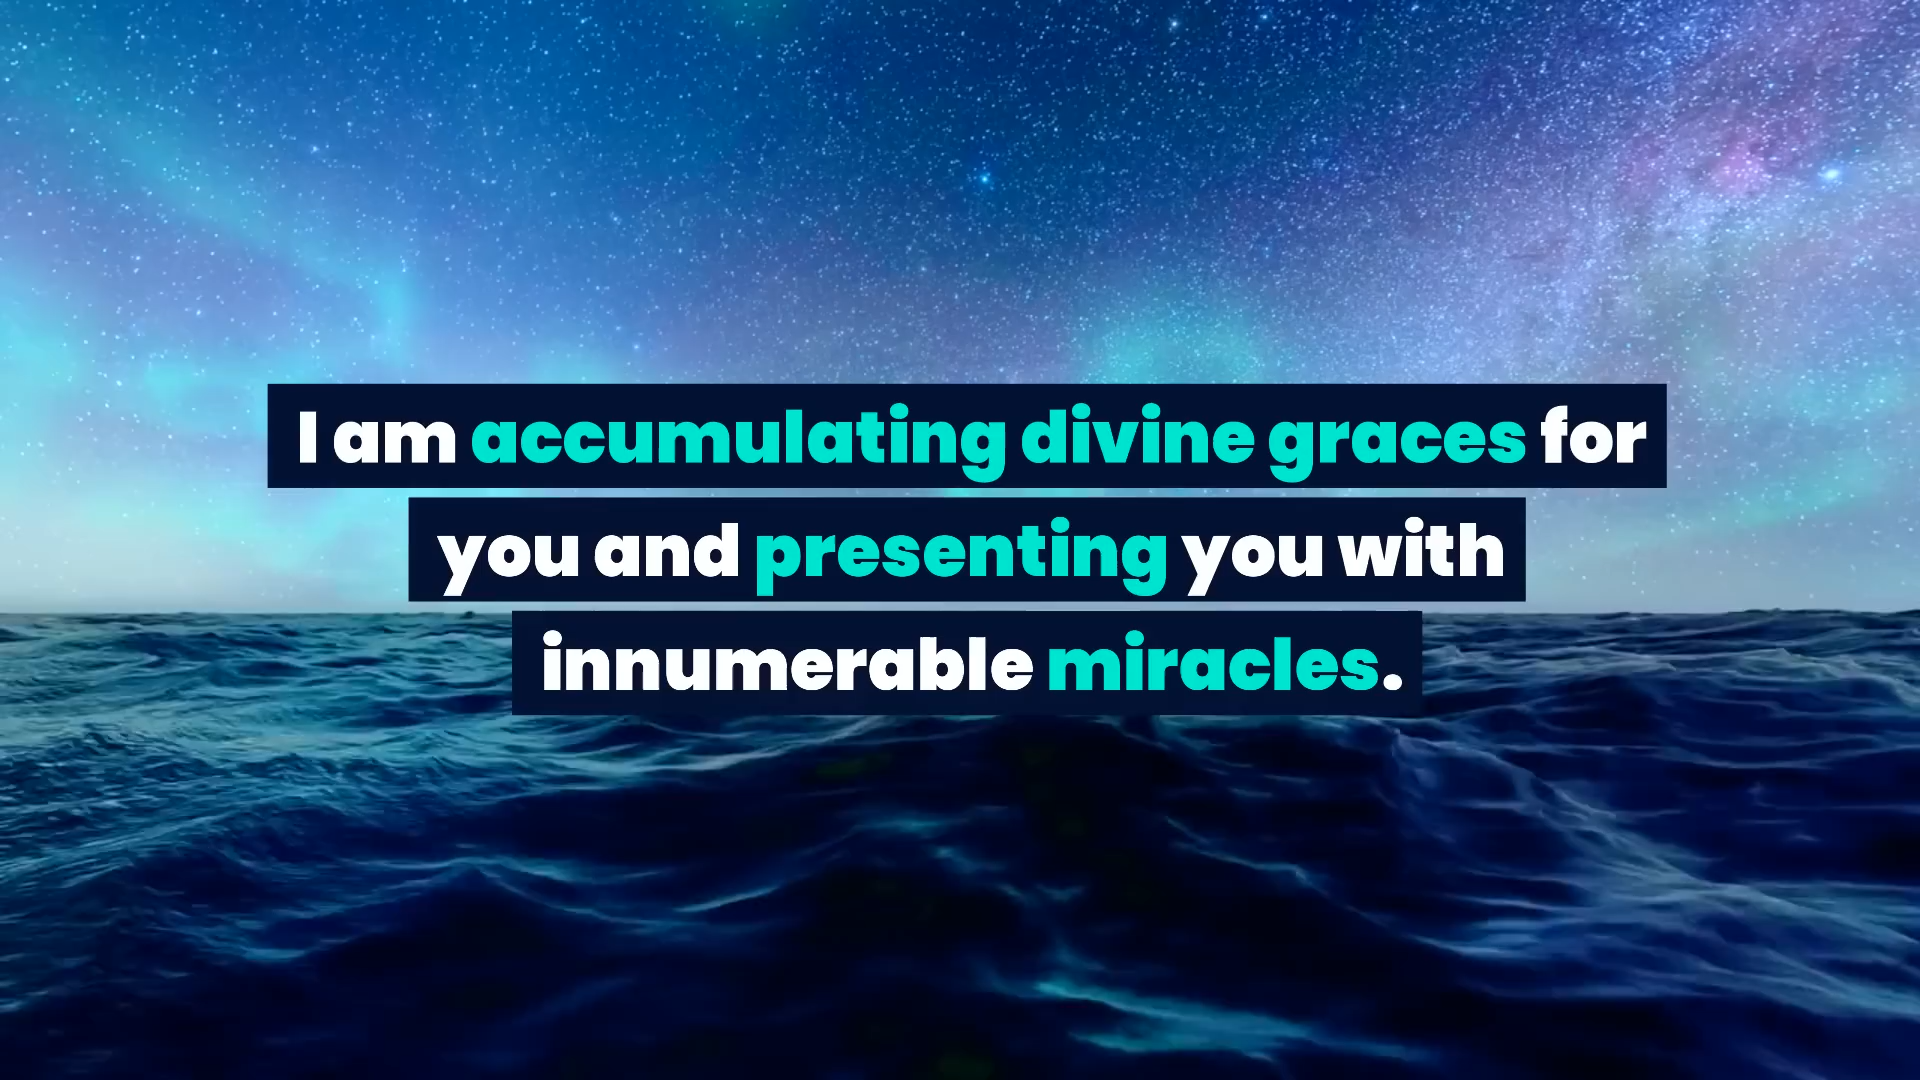 I am accumulating divine graces for
you and presenting you with
innumerable miracles.